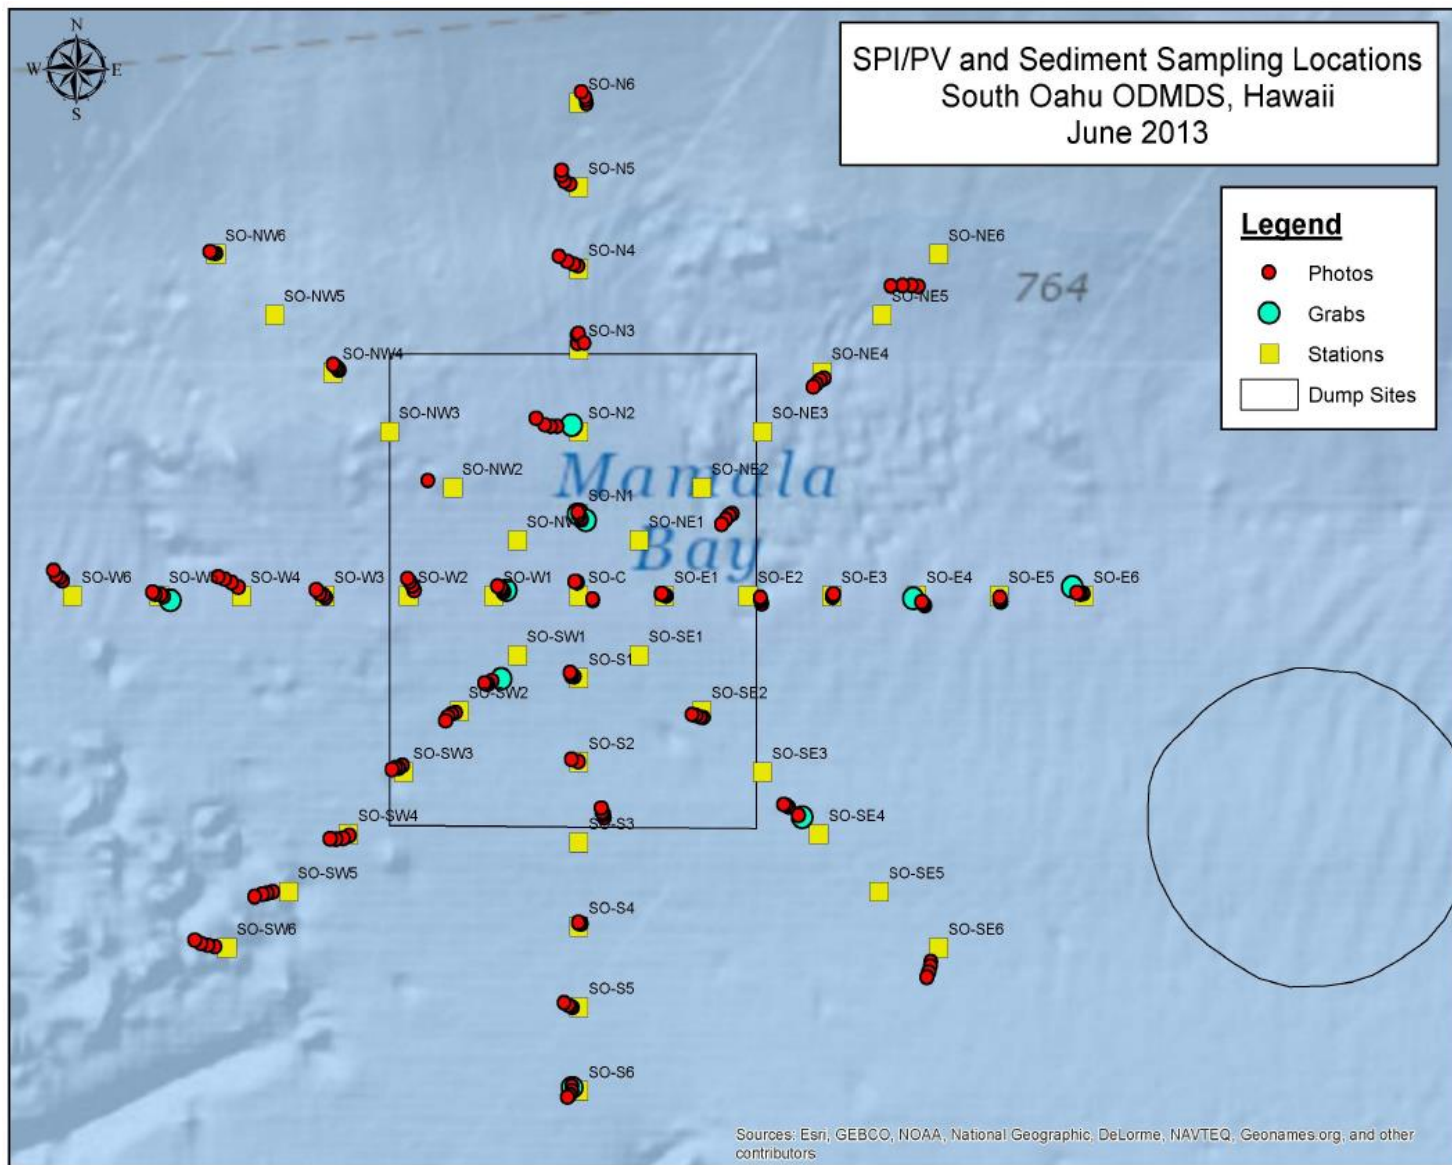 SPI/PV and Sediment Sampling Locations
South Oahu ODMDS, Hawaii
June 2013
N
W E
S
Legend
Photos
Grabs
Stations
Dump Sites
SO-N6
SO-N5
SO-NW6
SO-N4
SO-NE6
764
SO-NW5
SO-NE5
SO-N3
SO-NW4
SO-NE4
SO-NW3
SO-N2
SO-NE3
SO-NW2
SO-NE2
Mamala
SO-N1
SO-NW
SO-NE1
Bay
SO-W6
SO-W5
SO-W4
SO-W3
SO-W2
SO-W1
SO-C
SO-E1
SO-E2
SO-E3
SO-E4
SO-E5
SO-E6
SO-SW1
SO-SE1
SO-S1
SO-SW2
SO-SE2
SO-S2
SO-SW3
SO-SE3
SO-SW4
SO-S3
SO-SE4
SO-SW5
SO-SE5
SO-S4
SO-SW6
SO-SE6
SO-S5
SO-S6
Sources: Esri, GEBCO, NOAA, National Geographic, DeLorme, NAVTEQ, Geonames.org, and other
contributors